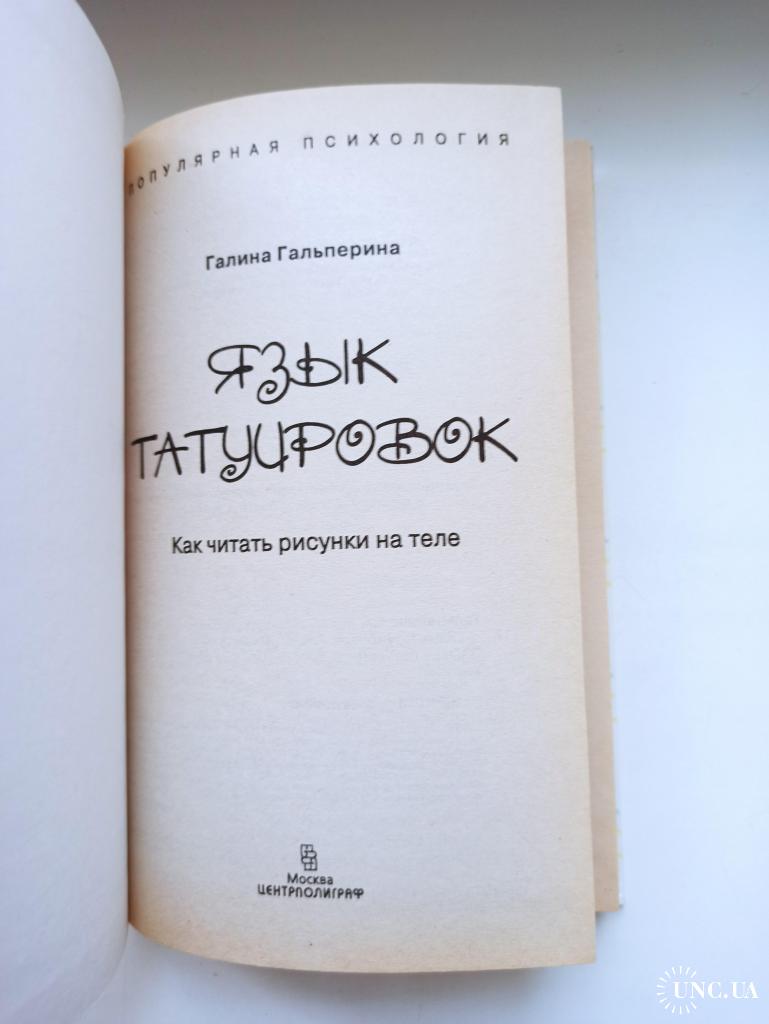 ПОПУЛЯРНАЯ ПСИХОЛОГИЯ
Галина Гальперина
ЯЗЫК
ТАТУИРОВОК
Как читать рисунки на теле
Москва
ЦЕНТРПОЛИГРАФ
UNC.UA